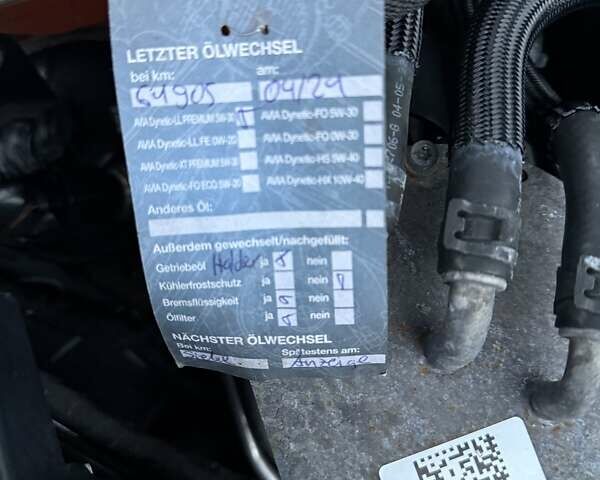 LETZTER ÖLWECHSEL
bei km: am:
64905 04/24
AVIA Dynetic-LL PREMIUM 5W-30 AVIA Dynetic-FO 5W-30
AVIA Dynetic-LL FE 0W-20 AVIA Dynetic-FO 0W-30
AVIA Dynetic-XT PREMIUM 5W-30 AVIA Dynetic-HS 5W-40
AVIA Dynetic-FO ECO 5W-20 AVIA Dynetic-HX 10W-40
Anderes Öl:
Außerdem gewechselt/nachgefüllt:
Getriebeöl Halder ja nein
Kühlerfrostschutz ja nein
Bremsflüssigkeit ja nein
Ölfilter ja nein
NÄCHSTER ÖLWECHSEL
Bei km: Spätestens am:
Anzeige